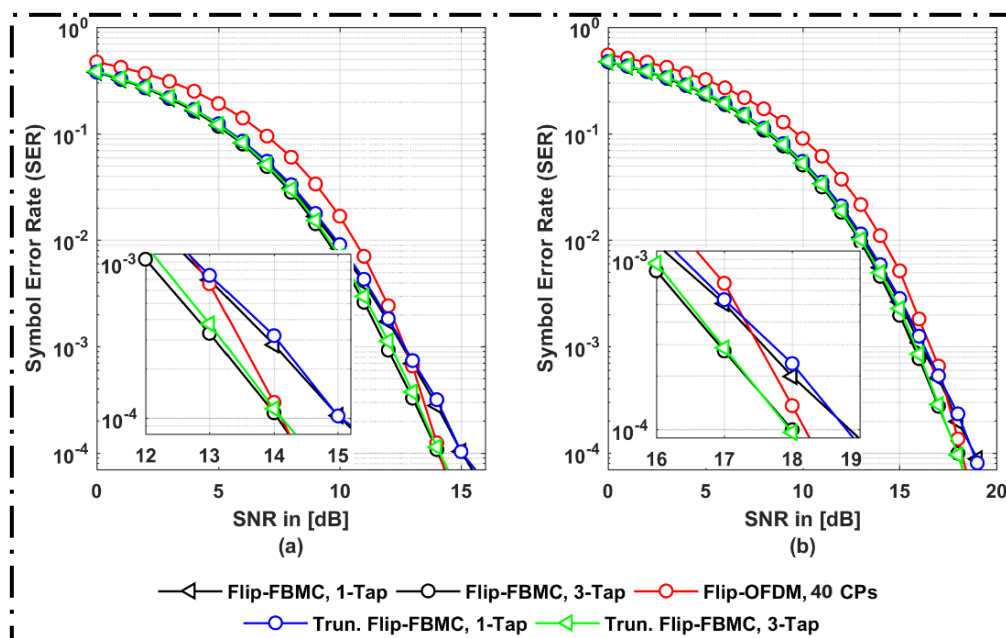 Symbol Error Rate (SER)
10^0
10^-1
10^-2
10^-3
10^-4
10^-3
10^-4
12 13 14 15
0 5 10 15
SNR in [dB]
(a)
Symbol Error Rate (SER)
10^0
10^-1
10^-2
10^-3
10^-4
10^-3
10^-4
16 17 18 19
0 5 10 15 20
SNR in [dB]
(b)
Flip-FBMC, 1-Tap Flip-FBMC, 3-Tap Flip-OFDM, 40 CPs
Trun. Flip-FBMC, 1-Tap Trun. Flip-FBMC, 3-Tap